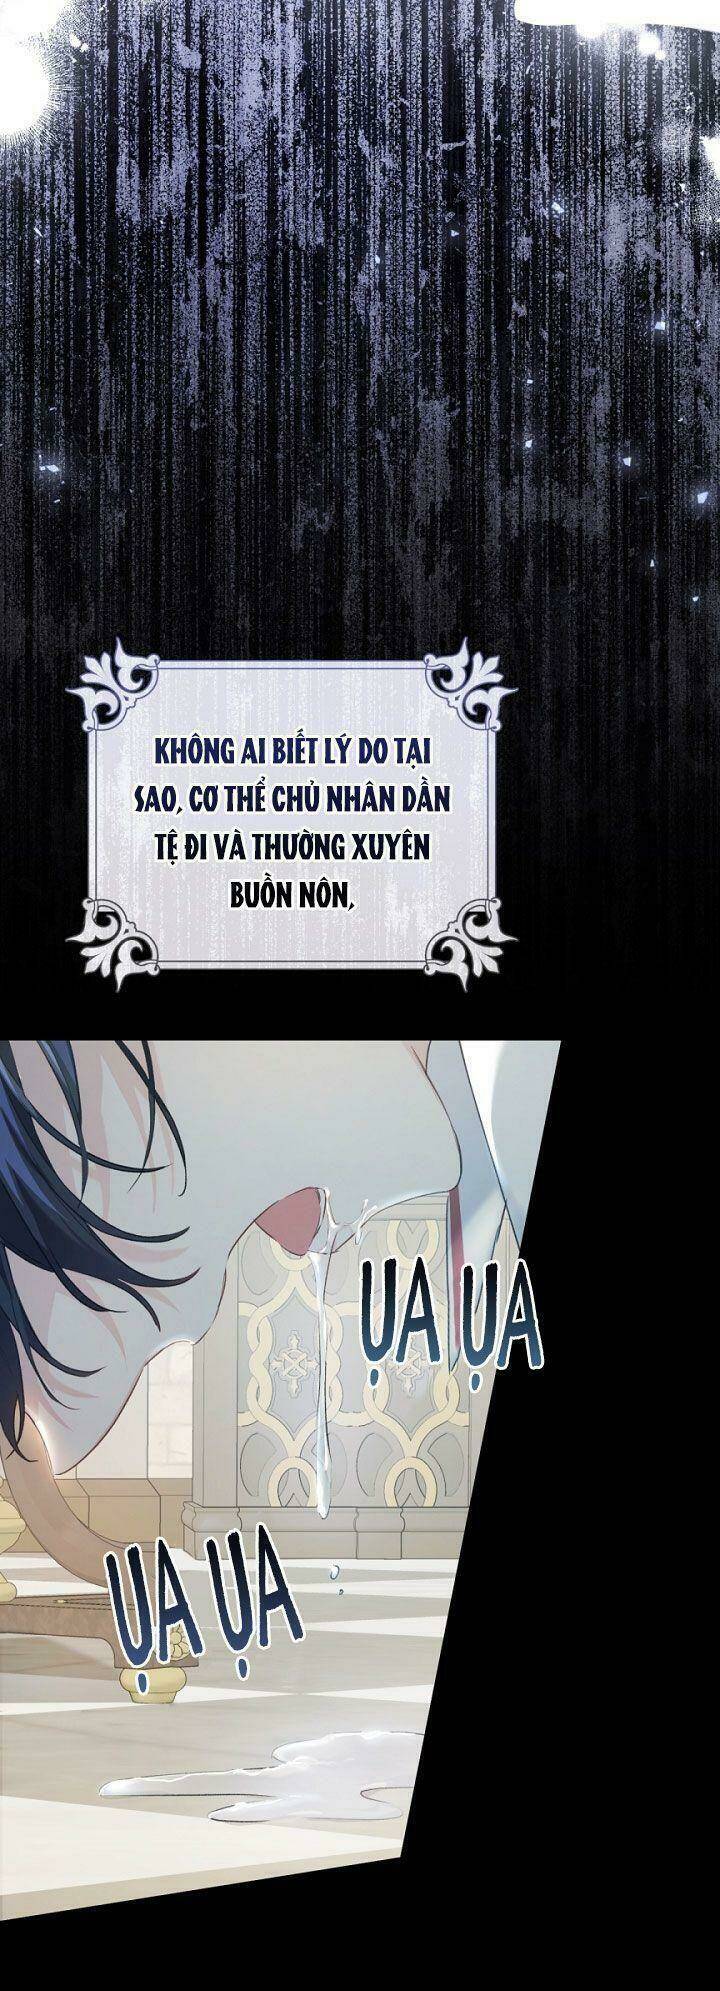 KHÔNG AI BIẾT LÝ DO TẠI
SAO, CƠ THỂ CHỦ NHÂN DẦN
TỆ ĐI VÀ THƯỜNG XUYÊN
BUỒN NÔN,
ỤA ỤA
ỤA ỤA